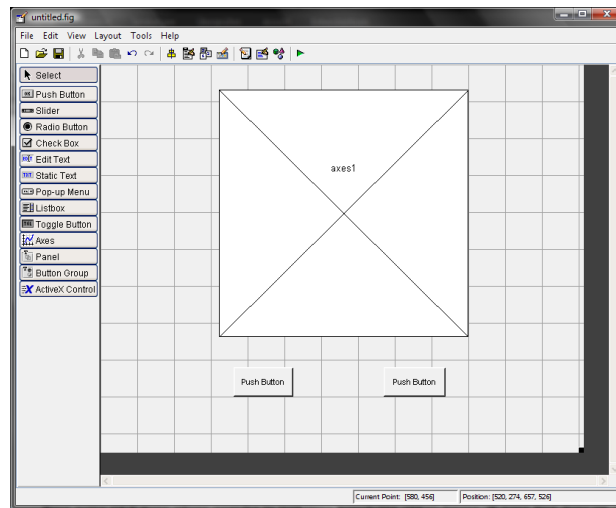 untitled.fig
File Edit View Layout Tools Help
Select
Push Button
Slider
Radio Button
Check Box
Edit Text
Static Text
Pop-up Menu
Listbox
Toggle Button
Axes
Panel
Button Group
ActiveX Control
axes1
Push Button Push Button
Current Point: [580, 456] Position: [520, 274, 657, 526]